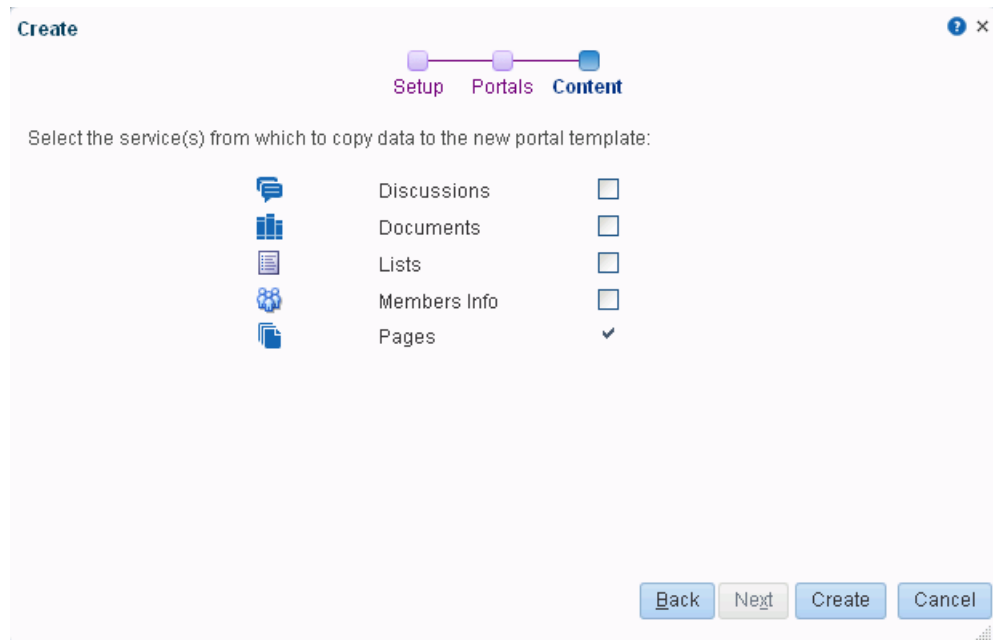 Create
Setup Portals Content
Select the service(s) from which to copy data to the new portal template:
Discussions
Documents
Lists
Members Info
Pages
Back Next Create Cancel